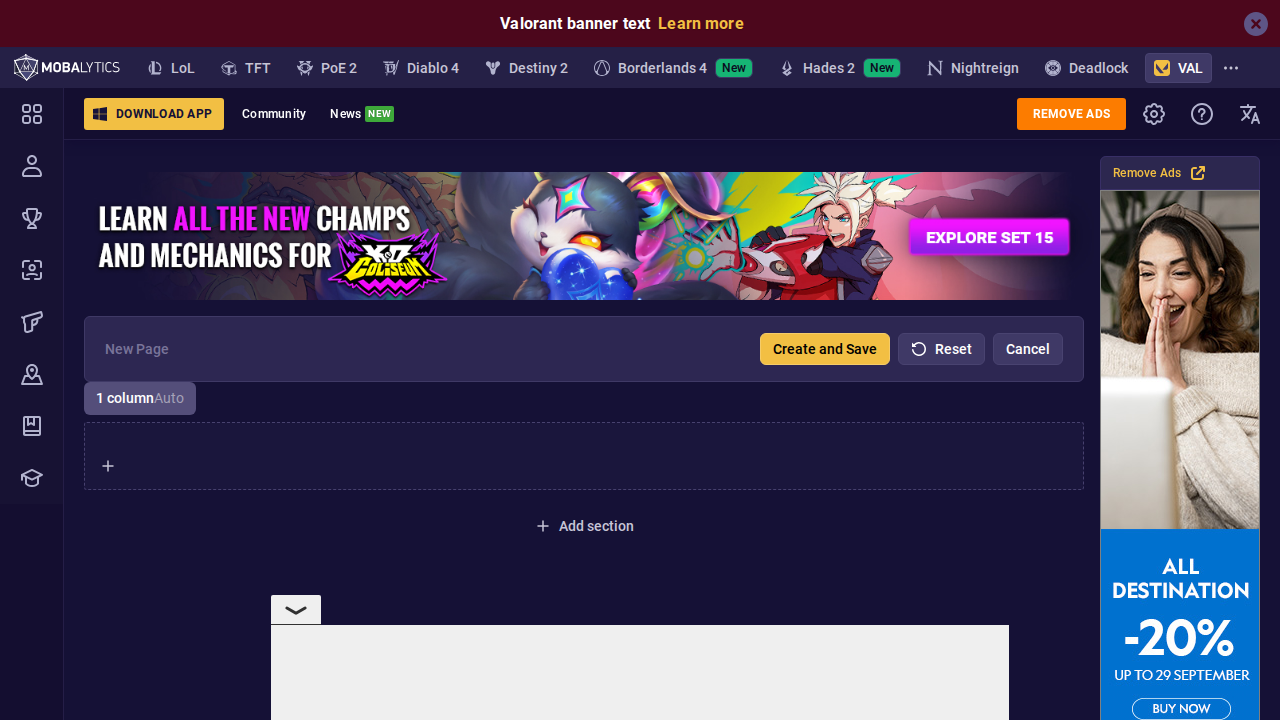 Valorant banner text Learn more
MOBALYTICS
LoL
TFT
PoE 2
Diablo 4
Destiny 2
Borderlands 4 New
Hades 2 New
Nightreign
Deadlock
VAL
DOWNLOAD APP
Community
News NEW
REMOVE ADS
LEARN ALL THE NEW CHAMPS
AND MECHANICS FOR
K.O. COLISEUM
EXPLORE SET 15
New Page
Create and Save
Reset
Cancel
1 column Auto
Add section
Remove Ads
ALL
DESTINATION
-20%
UP TO 29 SEPTEMBER
BUY NOW